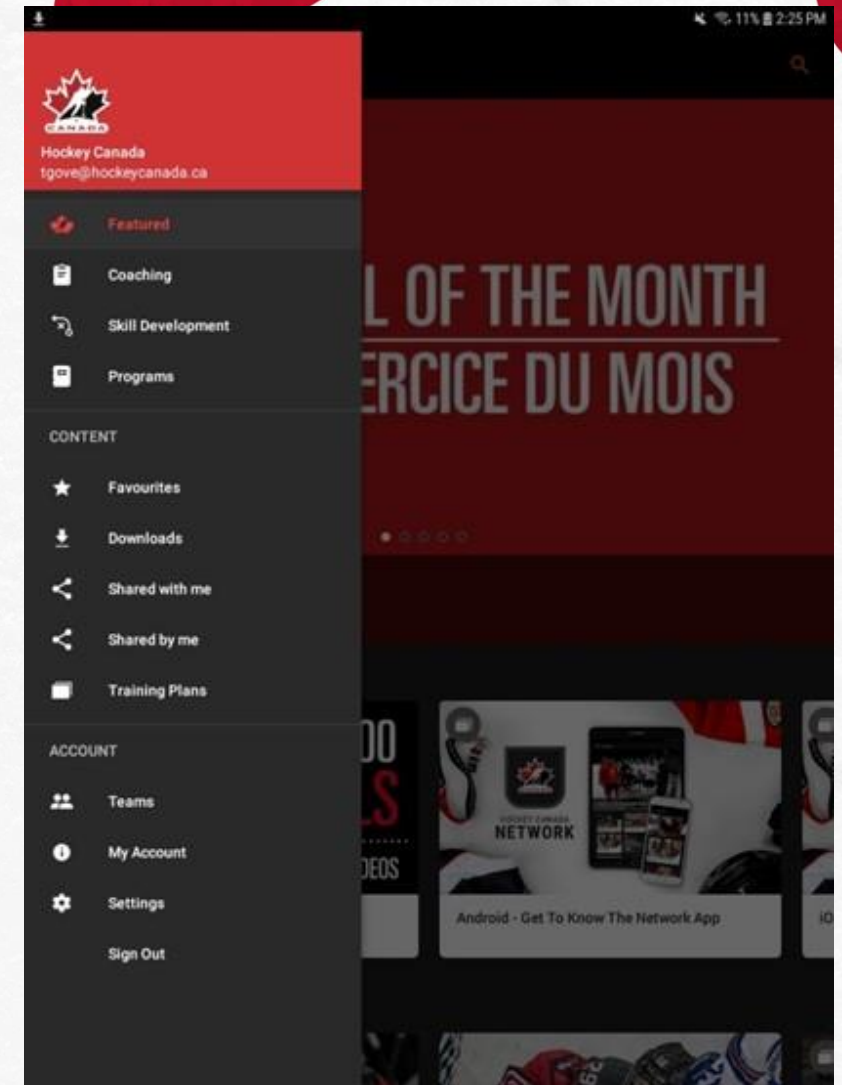 11% 2:25 PM
CANADA
Hockey Canada
tgove@hockeycanada.ca
Featured
Coaching
Skill Development
Programs
CONTENT
Favourites
Downloads
Shared with me
Shared by me
Training Plans
ACCOUNT
Teams
My Account
Settings
Sign Out
L OF THE MONTH
ERCICE DU MOIS
00
LS
DEOS
HOCKEY CANADA
NETWORK
Android - Get To Know The Network App
iO